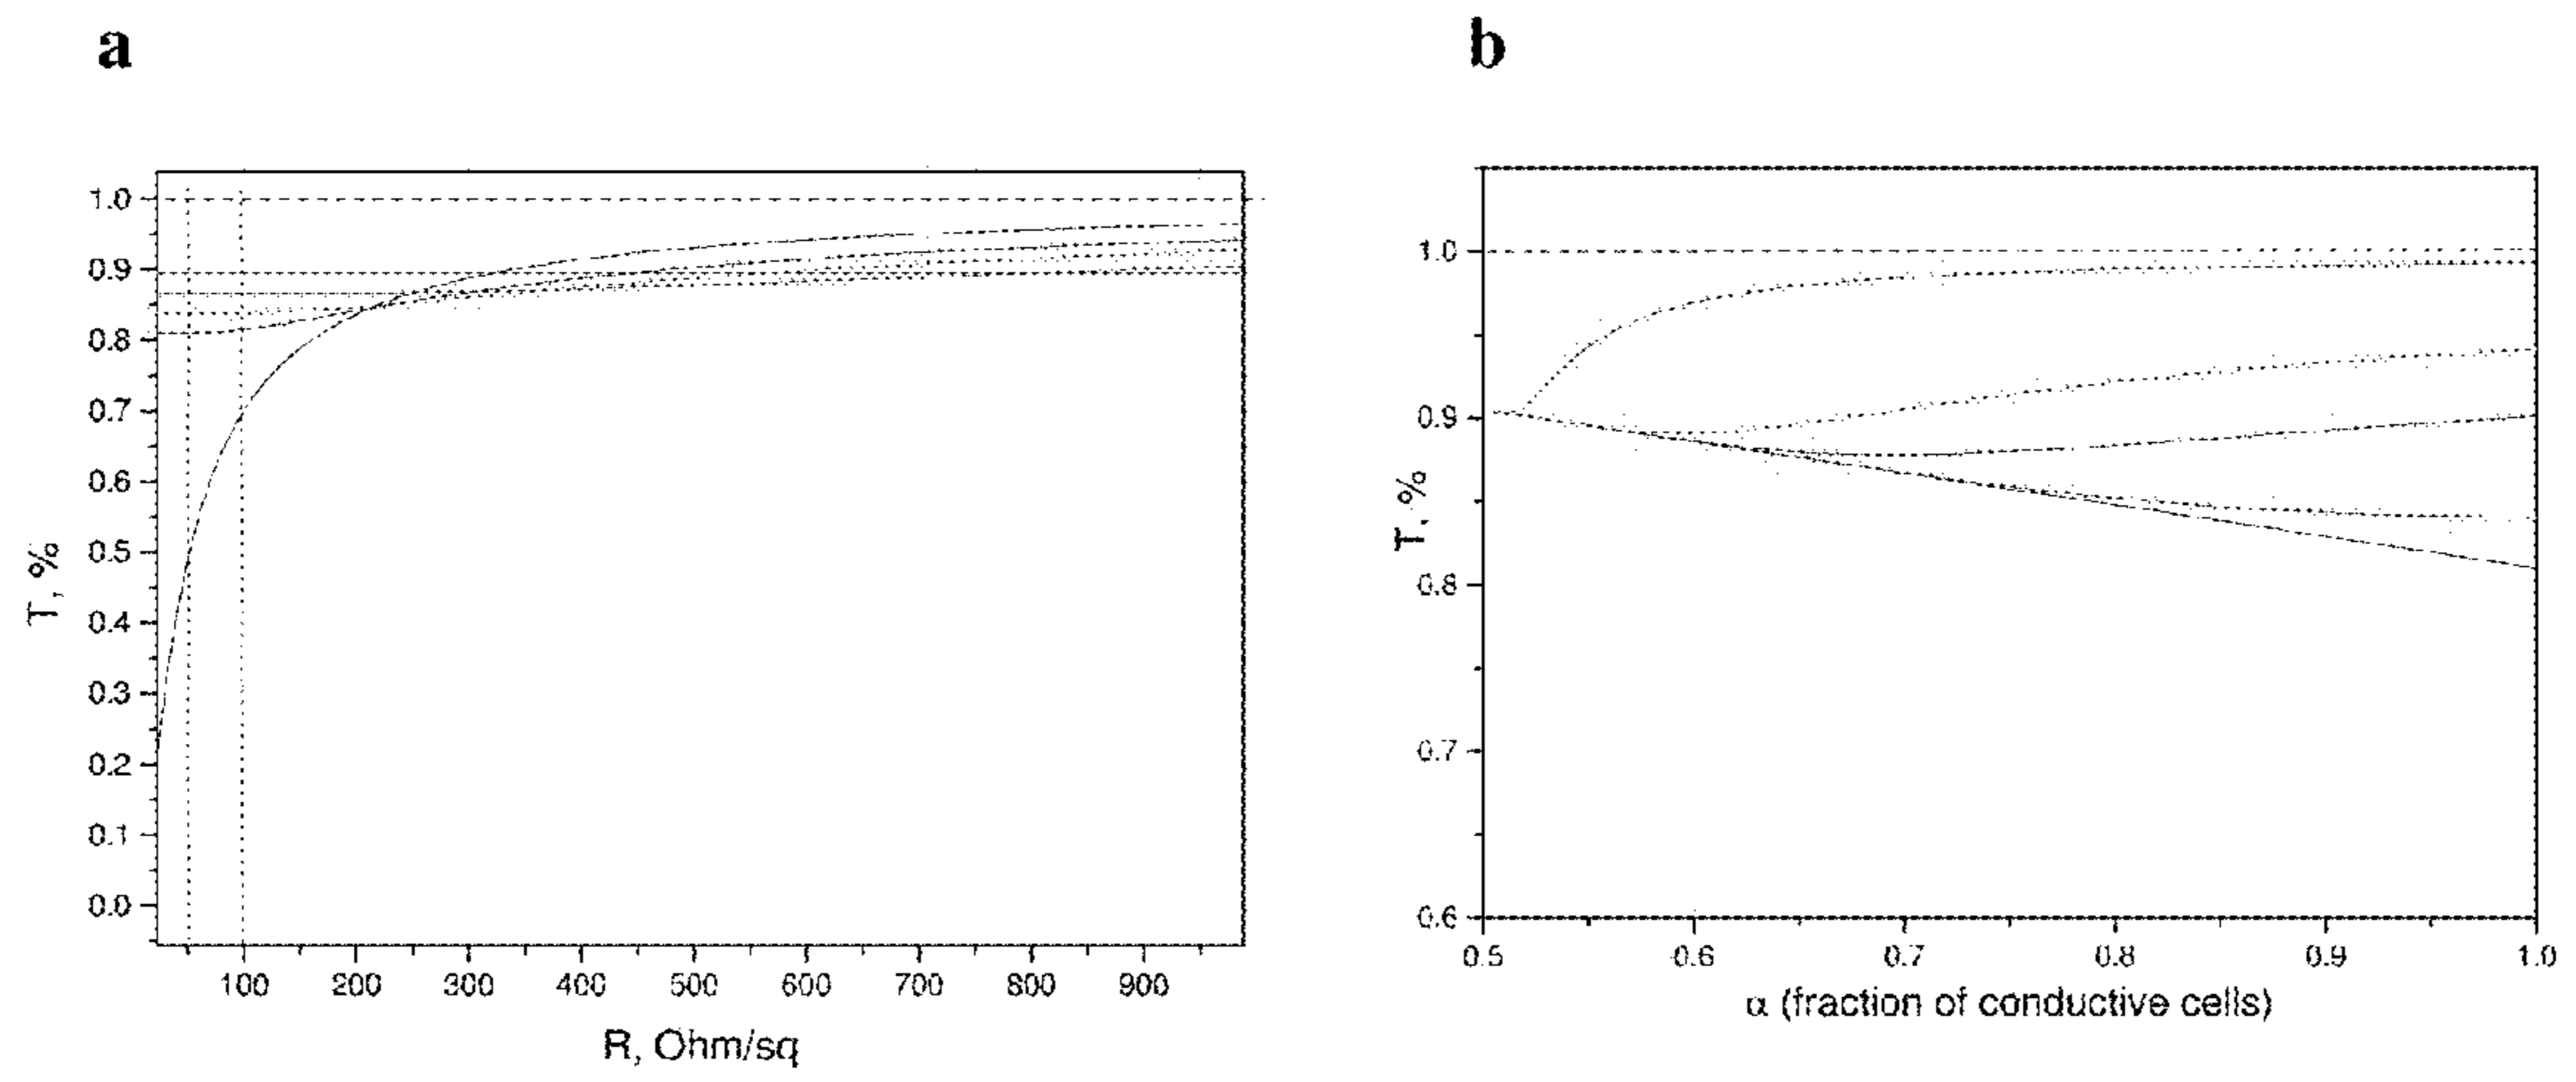 a
b
1.0
0.9
0.8
0.7
0.6
0.5
0.4
0.3
0.2
0.1
0.0
T, %
100 200 300 400 500 600 700 800 900
R, Ohm/sq
1.0
0.9
0.8
0.7
0.6
T, %
0.5 0.6 0.7 0.8 0.9 1.0
α (fraction of conductive cells)